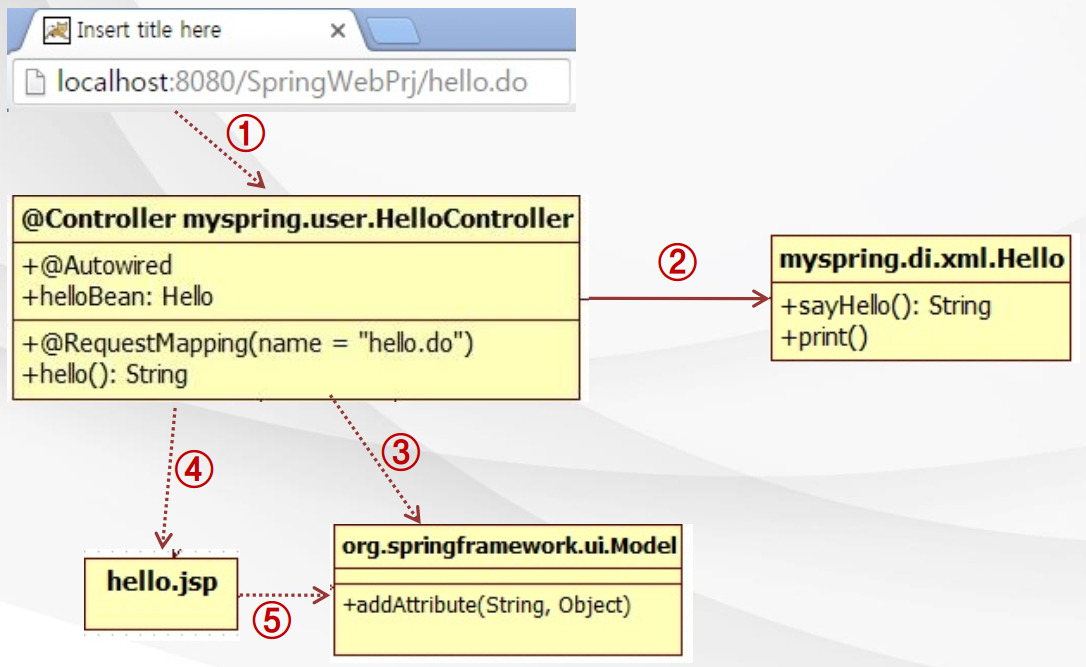 Insert title here
localhost:8080/SpringWebPrj/hello.do
①
@Controller myspring.user.HelloController
+@Autowired
+helloBean: Hello
+@RequestMapping(name = "hello.do")
+hello(): String
②
myspring.di.xml.Hello
+sayHello(): String
+print()
③
④
org.springframework.ui.Model
+addAttribute(String, Object)
hello.jsp
⑤